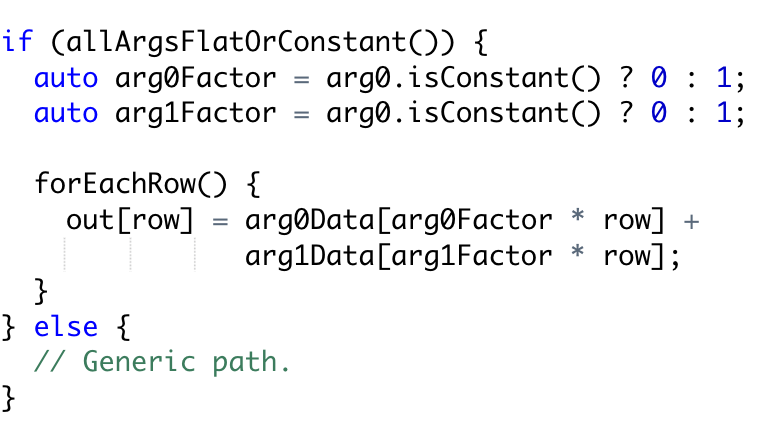 if (allArgsFlatOrConstant()) {
  auto arg0Factor = arg0.isConstant() ? 0 : 1;
  auto arg1Factor = arg0.isConstant() ? 0 : 1;

  forEachRow() {
    out[row] = arg0Data[arg0Factor * row] +
               arg1Data[arg1Factor * row];
  }
} else {
  // Generic path.
}